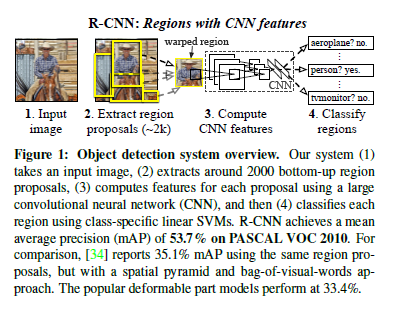 R-CNN: Regions with CNN features
warped region
aeroplane? no.
person? yes.
tvmonitor? no.
CNN
1. Input image
2. Extract region proposals (~2k)
3. Compute CNN features
4. Classify regions
Figure 1: Object detection system overview. Our system (1)
takes an input image, (2) extracts around 2000 bottom-up region
proposals, (3) computes features for each proposal using a large
convolutional neural network (CNN), and then (4) classifies each
region using class-specific linear SVMs. R-CNN achieves a mean
average precision (mAP) of 53.7% on PASCAL VOC 2010. For
comparison, [34] reports 35.1% mAP using the same region pro-
posals, but with a spatial pyramid and bag-of-visual-words ap-
proach. The popular deformable part models perform at 33.4%.